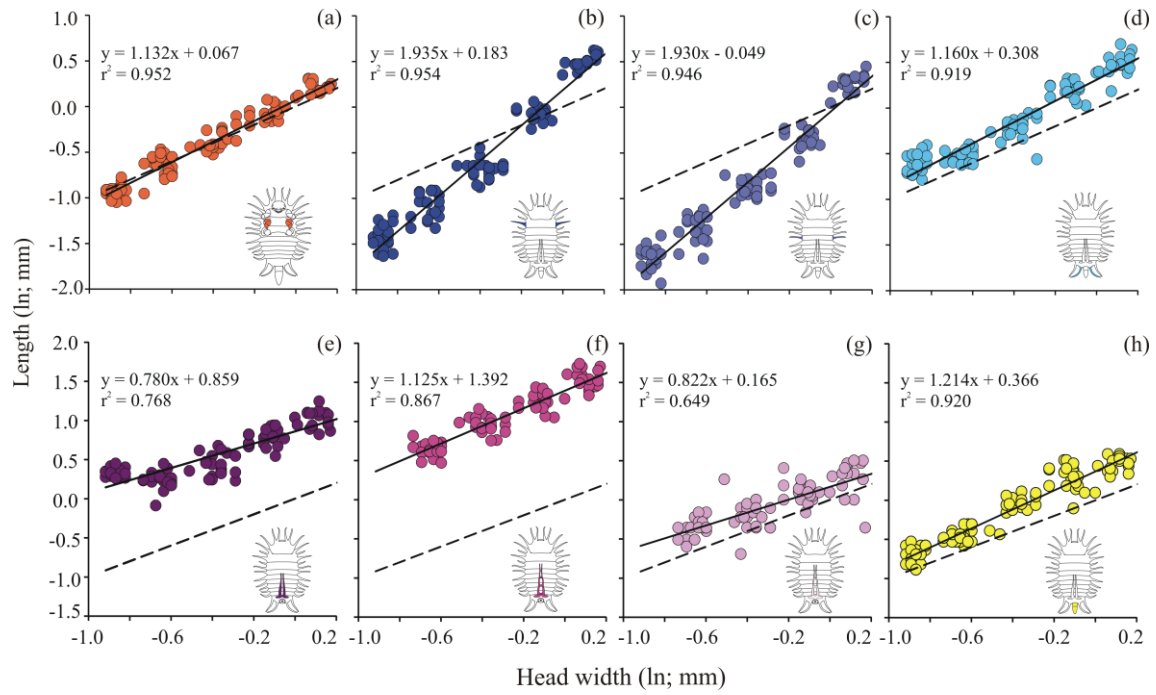 (a)
(b)
(c)
(d)
1.0
0.5
0.0
-0.5
-1.0
-1.5
-2.0
y = 1.132x + 0.067
r² = 0.952
y = 1.935x + 0.183
r² = 0.954
y = 1.930x - 0.049
r² = 0.946
y = 1.160x + 0.308
r² = 0.919
Length (ln; mm)
(e)
(f)
(g)
(h)
2.0
1.5
1.0
0.5
0.0
-0.5
-1.0
-1.5
y = 0.780x + 0.859
r² = 0.768
y = 1.125x + 1.392
r² = 0.867
y = 0.822x + 0.165
r² = 0.649
y = 1.214x + 0.366
r² = 0.920
-1.0 -0.6 -0.2 0.2
-1.0 -0.6 -0.2 0.2
-1.0 -0.6 -0.2 0.2
-1.0 -0.6 -0.2 0.2
Head width (ln; mm)